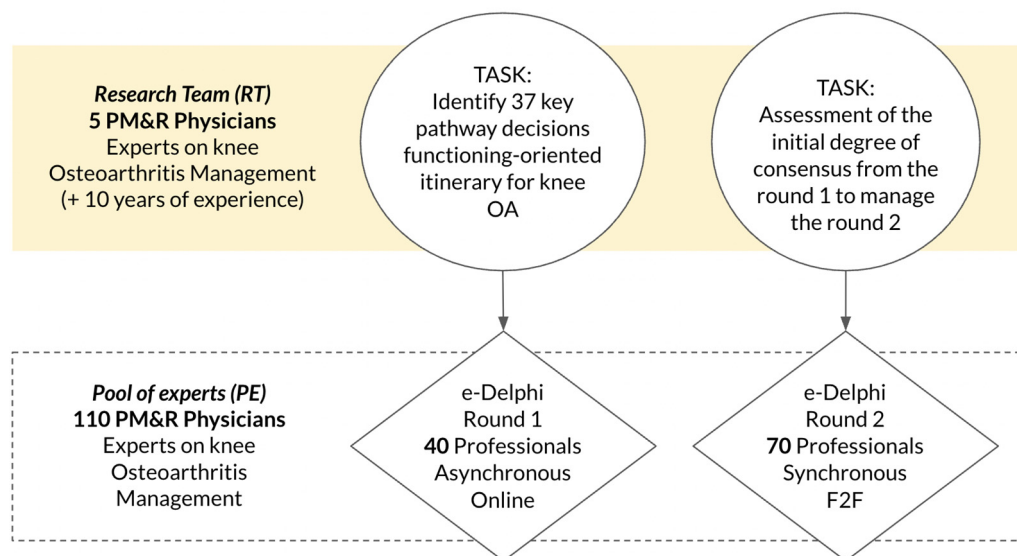 Research Team (RT)
5 PM&R Physicians
Experts on knee
Osteoarthritis Management
(+ 10 years of experience)
TASK:
Identify 37 key
pathway decisions
functioning-oriented
itinerary for knee
OA
TASK:
Assessment of the
initial degree of
consensus from the
round 1 to manage
the round 2
Pool of experts (PE)
110 PM&R Physicians
Experts on knee
Osteoarthritis
Management
e-Delphi
Round 1
40 Professionals
Asynchronous
Online
e-Delphi
Round 2
70 Professionals
Synchronous
F2F